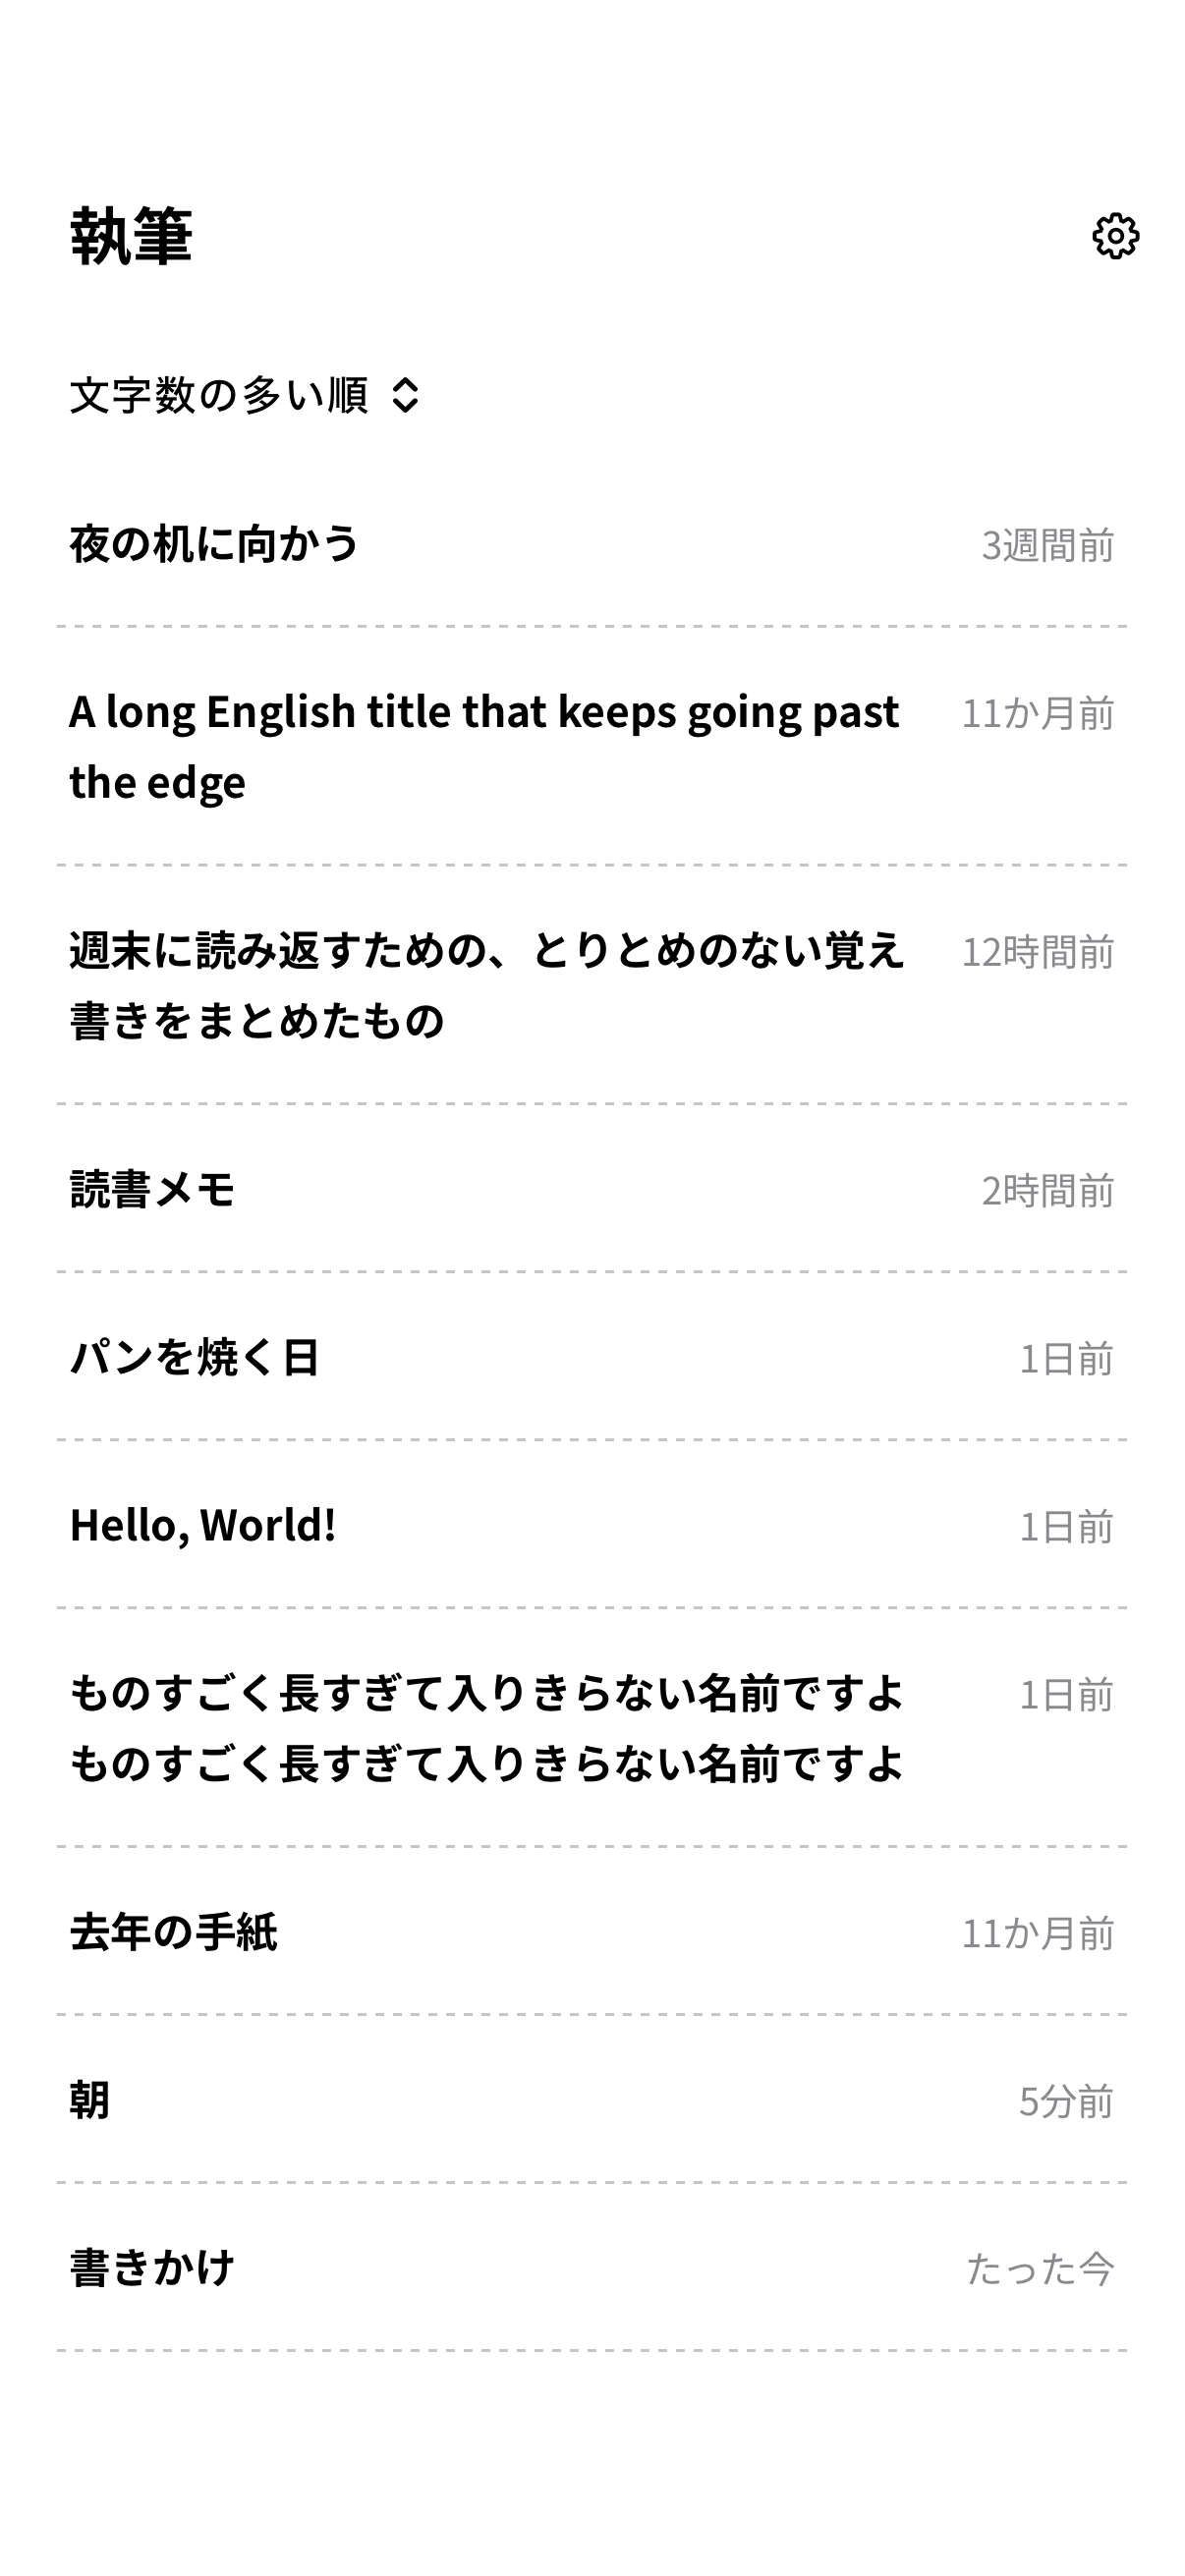 執筆
文字数の多い順
夜の机に向かう 3週間前
A long English title that keeps going past 11か月前
the edge
週末に読み返すための、とりとめのない覚え 12時間前
書きをまとめたもの
読書メモ 2時間前
パンを焼く日 1日前
Hello, World! 1日前
ものすごく長すぎて入りきらない名前ですよ 1日前
ものすごく長すぎて入りきらない名前ですよ
去年の手紙 11か月前
朝 5分前
書きかけ たった今